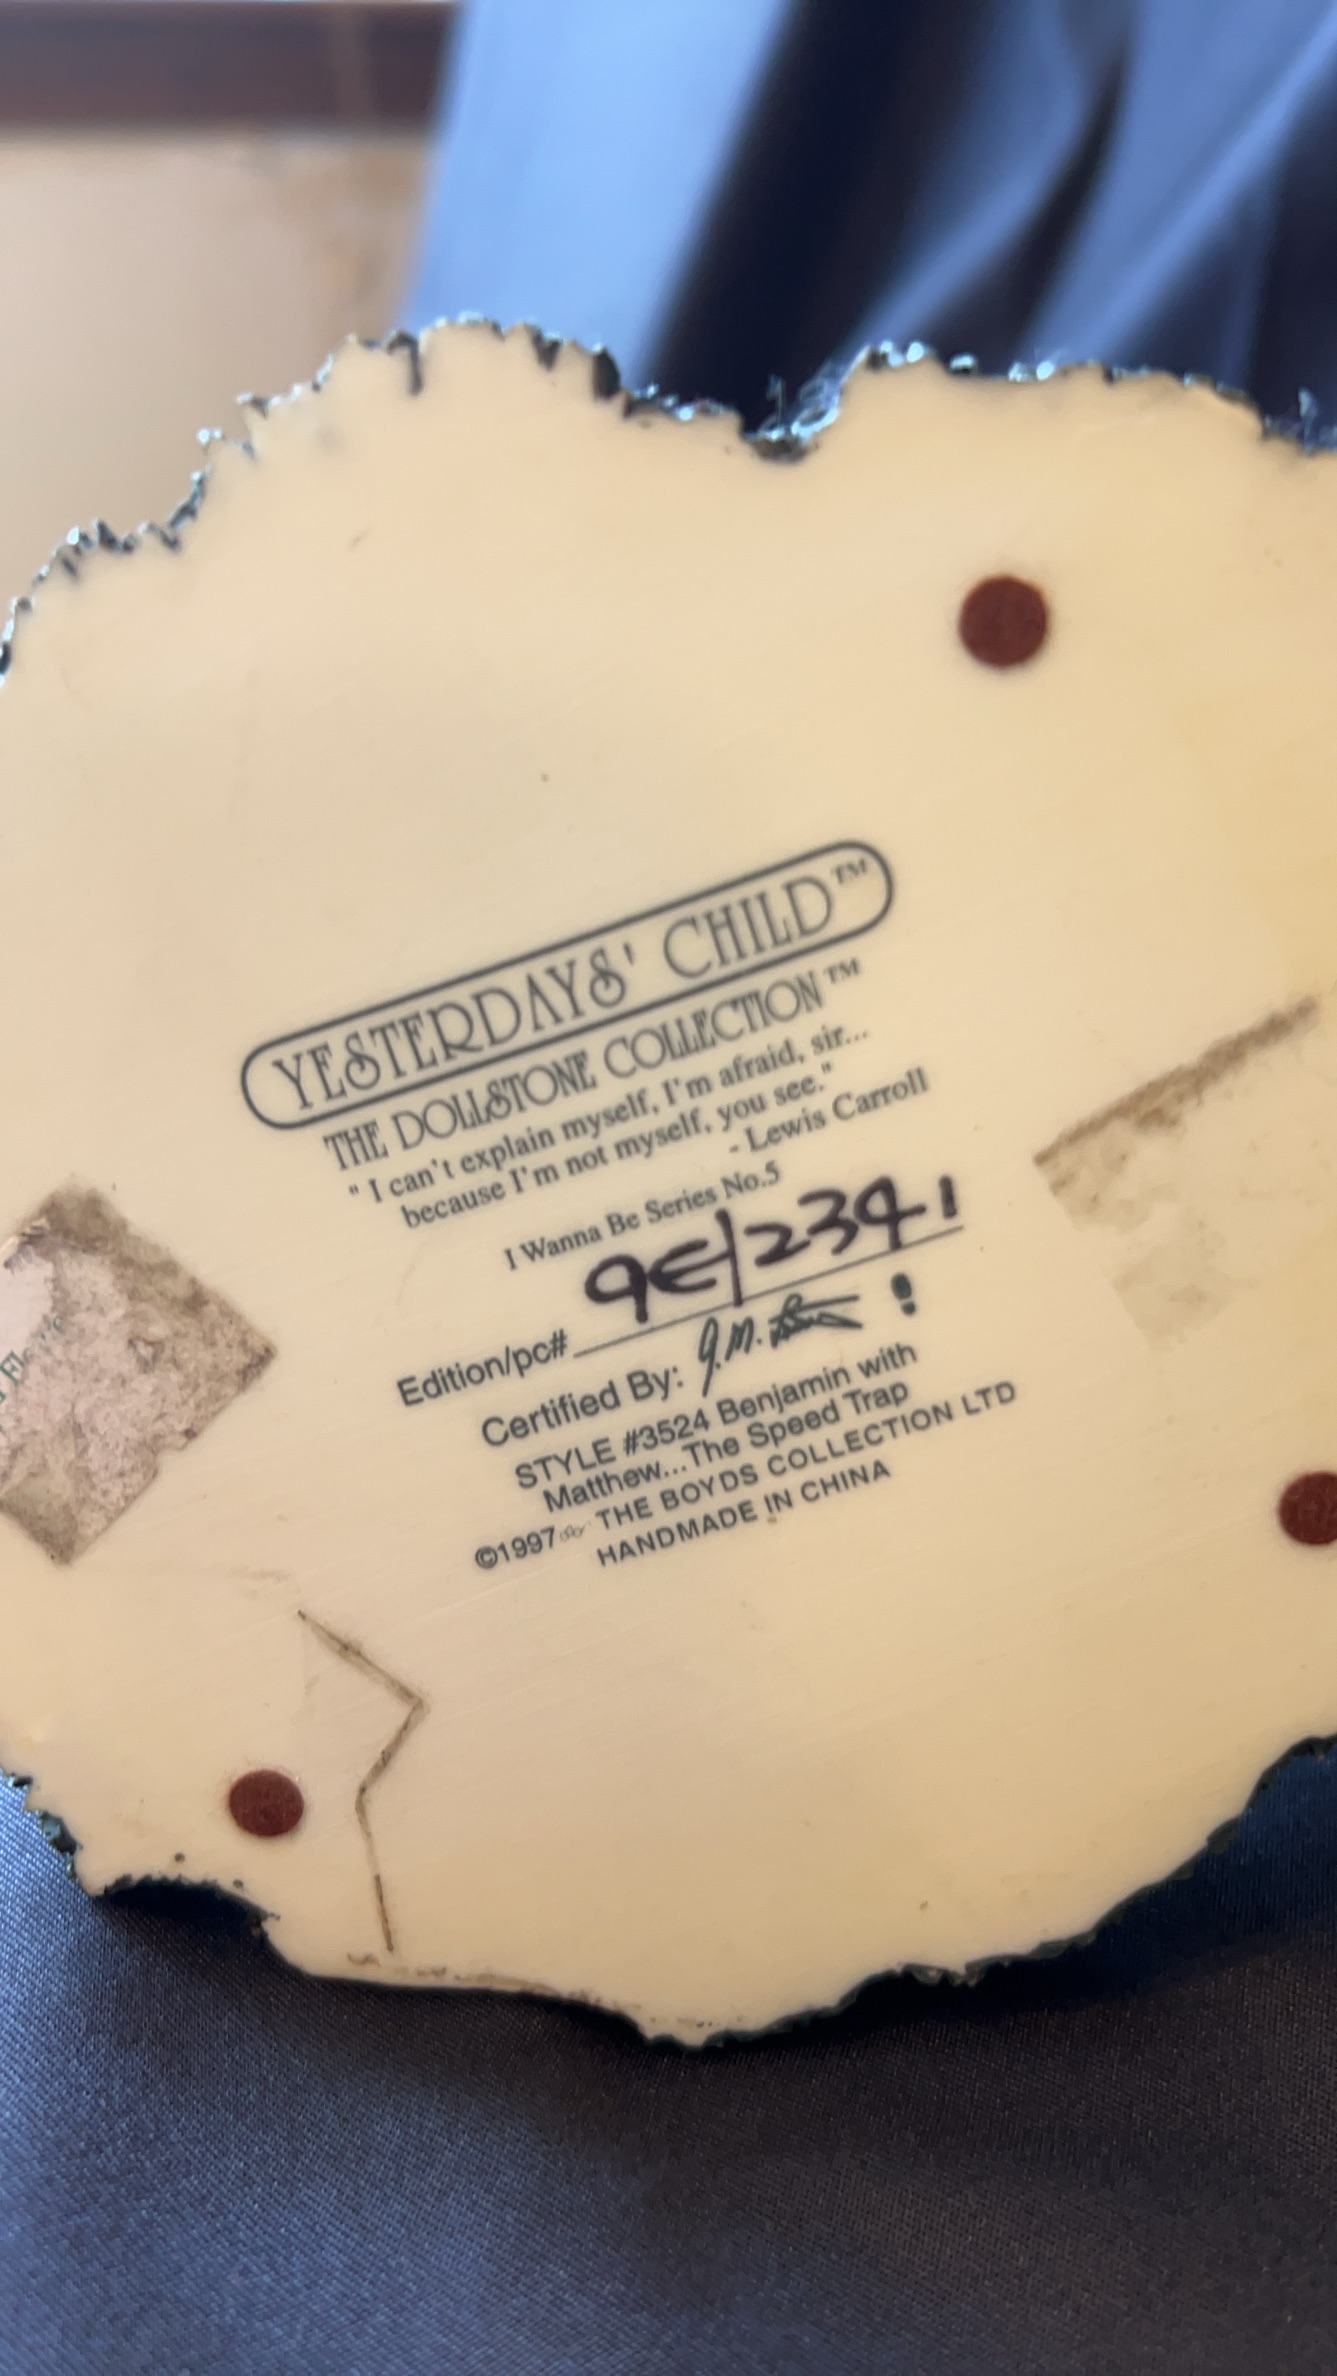 YESTERDAYS' CHILD™
THE DOLLSTONE COLLECTION™
" I can't explain myself, I'm afraid, sir...
because I'm not myself, you see."
- Lewis Carroll
I Wanna Be Series No.5
Edition/pc# 9E/2341
Certified By: G.M.
STYLE #3524 Benjamin with
Matthew...The Speed Trap
©1997 THE BOYDS COLLECTION LTD
HANDMADE IN CHINA